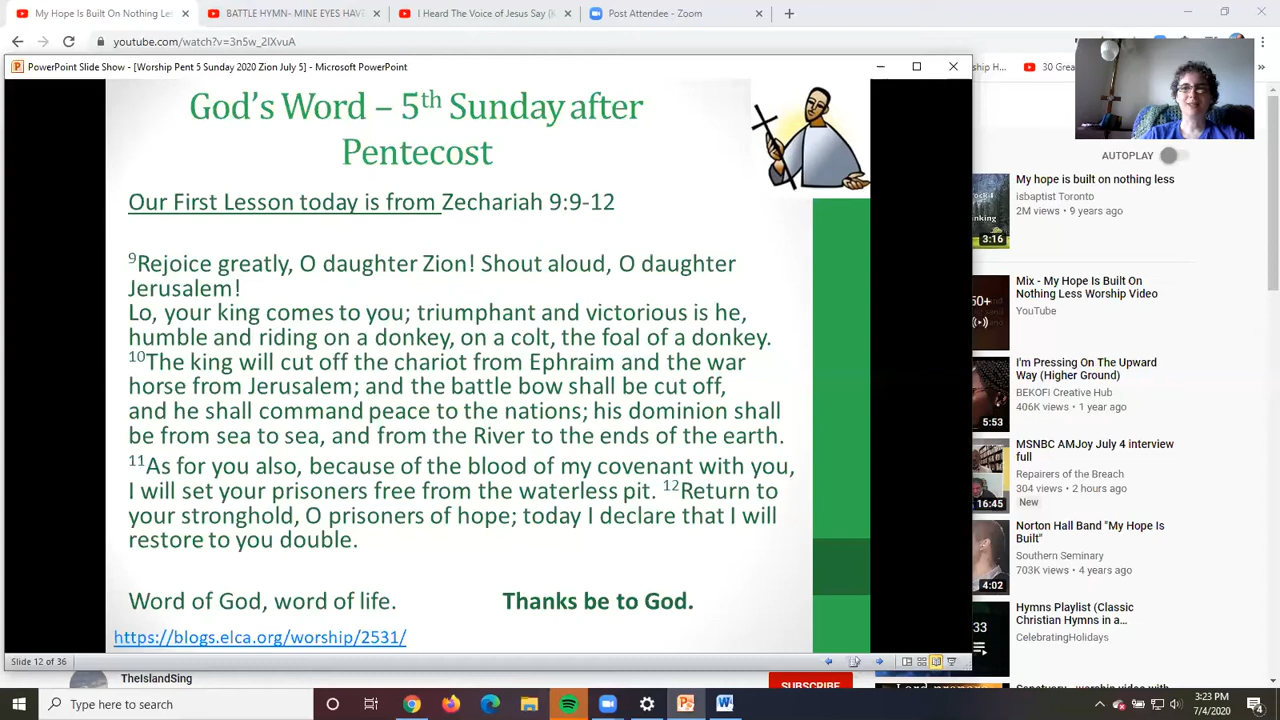 My Hope Is Built On Nothing Les
BATTLE HYMN- MINE EYES HAVE
I Heard The Voice of Jesus Say (K
Post Attendee - Zoom
youtube.com/watch?v=3n5w_2lXvuA
PowerPoint Slide Show - [Worship Pent 5 Sunday 2020 Zion July 5] - Microsoft PowerPoint
ship H...
30 Grea
God's Word – 5th Sunday after
Pentecost
Our First Lesson today is from Zechariah 9:9-12
9Rejoice greatly, O daughter Zion! Shout aloud, O daughter
Jerusalem!
Lo, your king comes to you; triumphant and victorious is he,
humble and riding on a donkey, on a colt, the foal of a donkey.
10The king will cut off the chariot from Ephraim and the war
horse from Jerusalem; and the battle bow shall be cut off,
and he shall command peace to the nations; his dominion shall
be from sea to sea, and from the River to the ends of the earth.
11As for you also, because of the blood of my covenant with you,
I will set your prisoners free from the waterless pit. 12Return to
your stronghold, O prisoners of hope; today I declare that I will
restore to you double.
Word of God, word of life. Thanks be to God.
https://blogs.elca.org/worship/2531/
Slide 12 of 36
AUTOPLAY
My hope is built on nothing less
isbaptist Toronto
2M views • 9 years ago
3:16
Mix - My Hope Is Built On
Nothing Less Worship Video
YouTube
50+
I'm Pressing On The Upward
Way (Higher Ground)
BEKOFI Creative Hub
406K views • 1 year ago
5:53
MSNBC AMJoy July 4 interview
full
Repairers of the Breach
304 views • 2 hours ago
New
16:45
Norton Hall Band "My Hope Is
Built"
Southern Seminary
703K views • 4 years ago
4:02
Hymns Playlist (Classic
Christian Hymns in a...
CelebratingHolidays
33
TheIslandSing
SUBSCRIBE
Type here to search
3:23 PM
7/4/2020
4